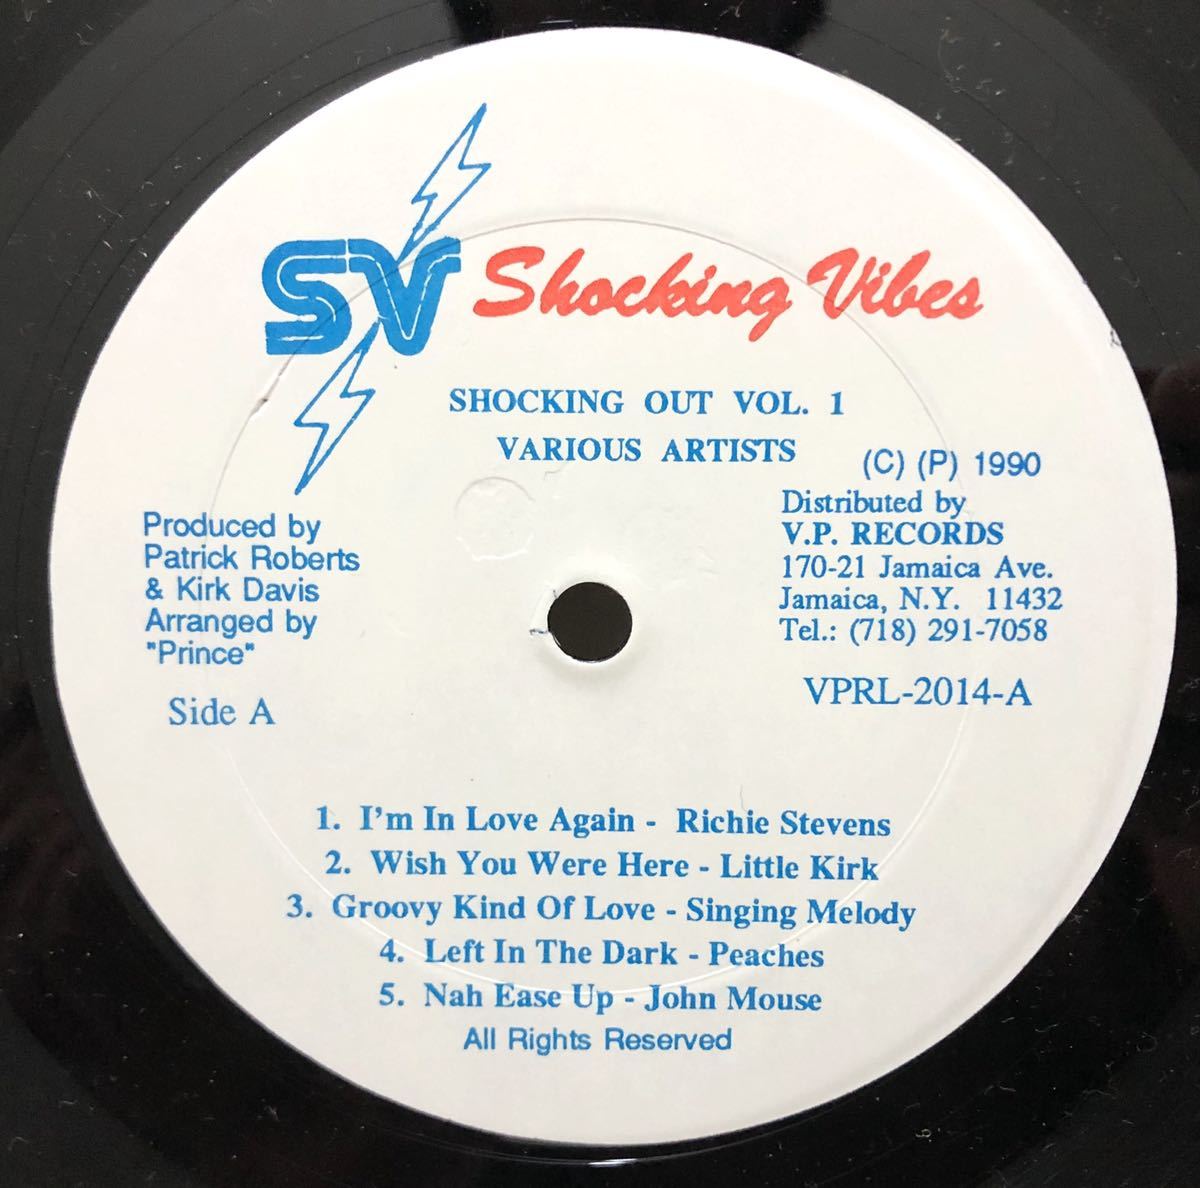 SV Shocking Vibes
SHOCKING OUT VOL. 1
VARIOUS ARTISTS
(C) (P) 1990
Produced by
Patrick Roberts
& Kirk Davis
Arranged by
"Prince"
Side A
Distributed by
V.P. RECORDS
170-21 Jamaica Ave.
Jamaica, N.Y. 11432
Tel.: (718) 291-7058
VPRL-2014-A
1. I'm In Love Again - Richie Stevens
2. Wish You Were Here - Little Kirk
3. Groovy Kind Of Love - Singing Melody
4. Left In The Dark - Peaches
5. Nah Ease Up - John Mouse
All Rights Reserved